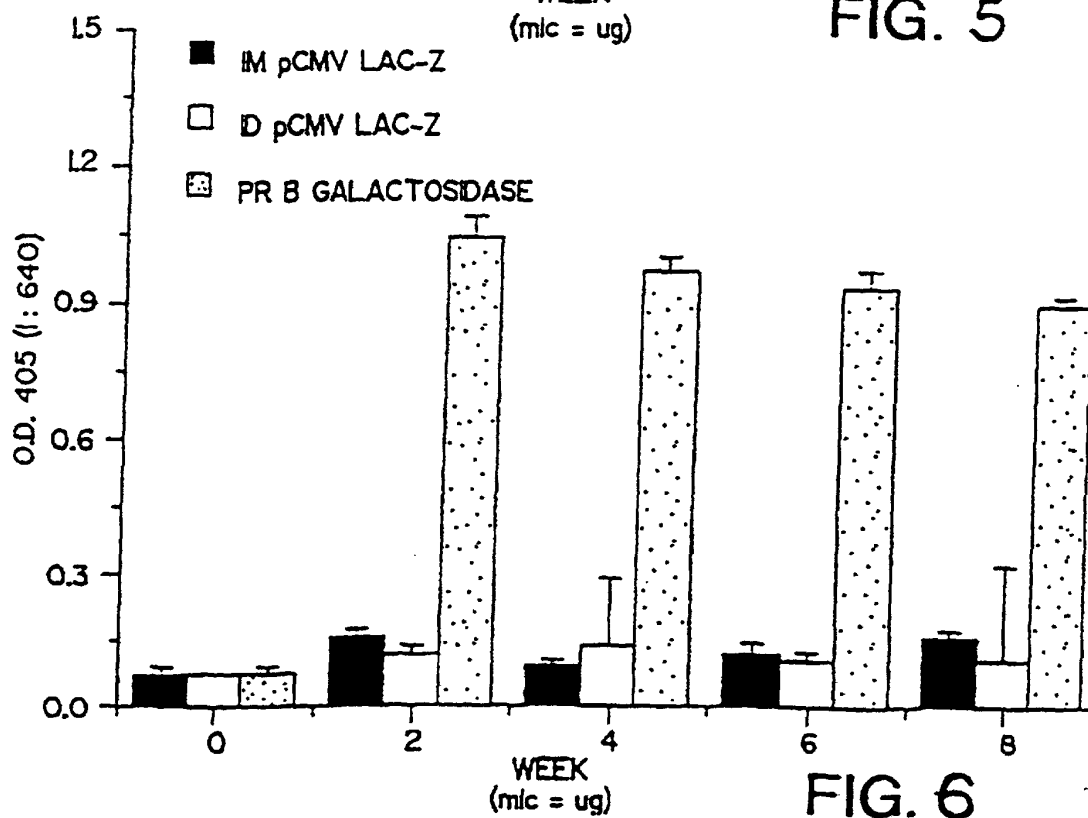 (mic = ug)
FIG. 5
1.5
IM pCMV LAC-Z
ID pCMV LAC-Z
1.2
PR B GALACTOSIDASE
O.D. 405 (1: 640)
0.9
0.6
0.3
0.0
0 2 4 6 8
WEEK
(mic = ug)
FIG. 6